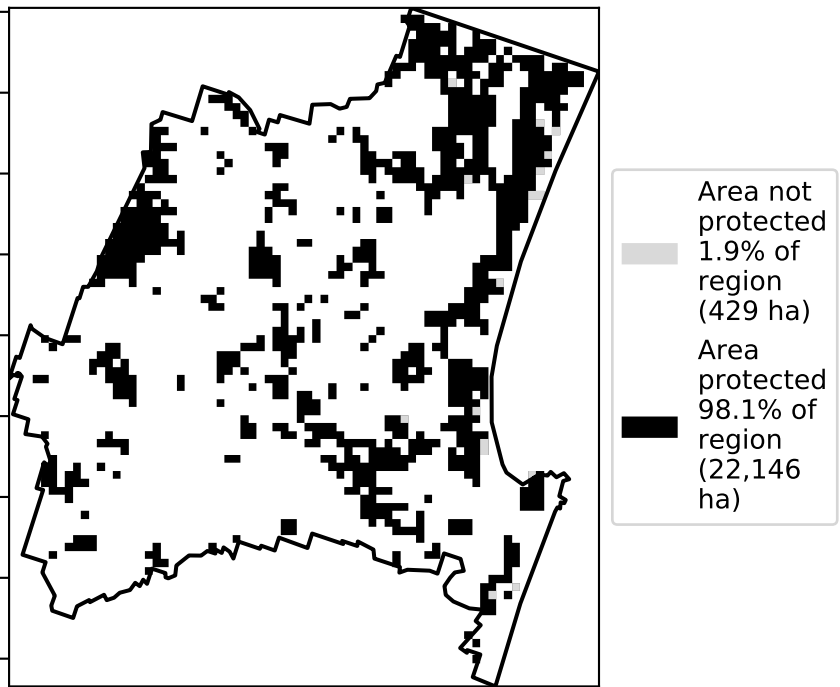 Area not
protected
1.9% of
region
(429 ha)
Area
protected
98.1% of
region
(22,146
ha)